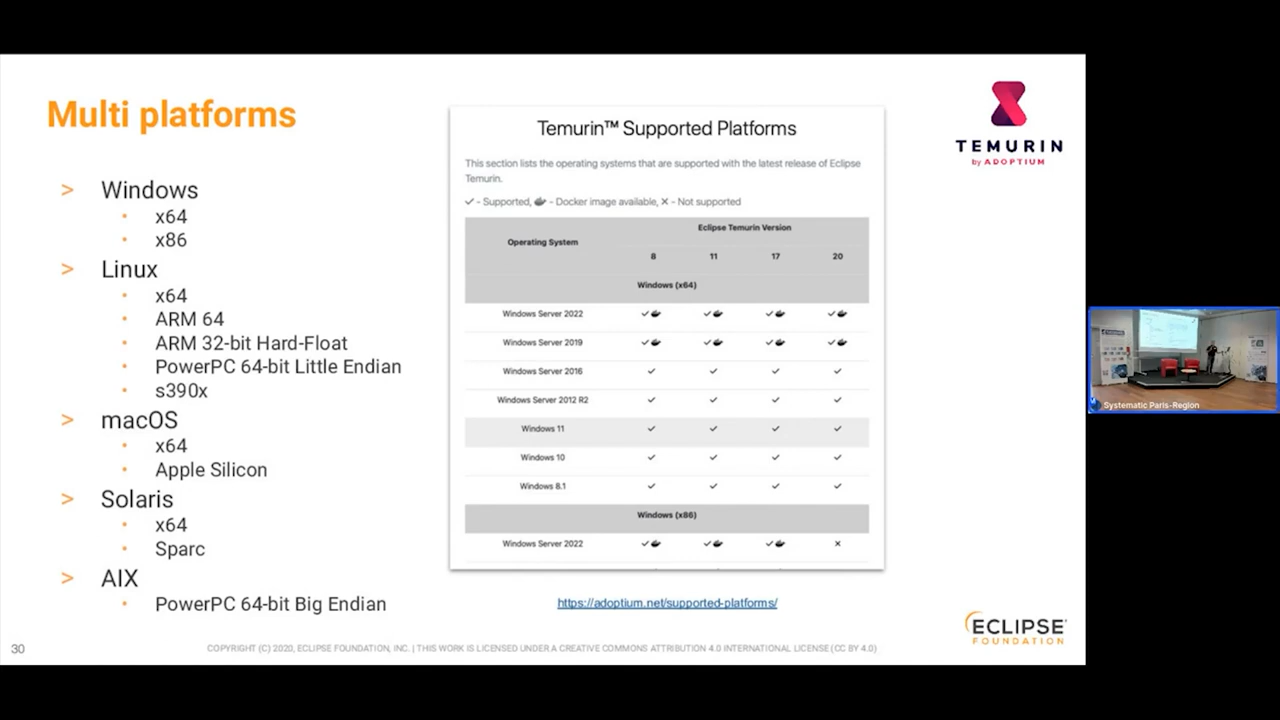 Multi platforms
> Windows
• x64
• x86
> Linux
• x64
• ARM 64
• ARM 32-bit Hard-Float
• PowerPC 64-bit Little Endian
• s390x
> macOS
• x64
• Apple Silicon
> Solaris
• x64
• Sparc
> AIX
• PowerPC 64-bit Big Endian
Temurin™ Supported Platforms
This section lists the operating systems that are supported with the latest release of Eclipse
Temurin.
✓ - Supported, - Docker image available, ✕ - Not supported
Operating System
Eclipse Temurin Version
8 11 17 20
Windows (x64)
Windows Server 2022 ✓ ✓ ✓ ✓
Windows Server 2019 ✓ ✓ ✓ ✓
Windows Server 2016 ✓ ✓ ✓ ✓
Windows Server 2012 R2 ✓ ✓ ✓ ✓
Windows 11 ✓ ✓ ✓ ✓
Windows 10 ✓ ✓ ✓ ✓
Windows 8.1 ✓ ✓ ✓ ✓
Windows (x86)
Windows Server 2022 ✓ ✓ ✓ ✕
https://adoptium.net/supported-platforms/
TEMURIN
by ADOPTIUM
ECLIPSE
FOUNDATION
30
COPYRIGHT (C) 2020, ECLIPSE FOUNDATION, INC. | THIS WORK IS LICENSED UNDER A CREATIVE COMMONS ATTRIBUTION 4.0 INTERNATIONAL LICENSE (CC BY 4.0)
Systematic Paris-Region